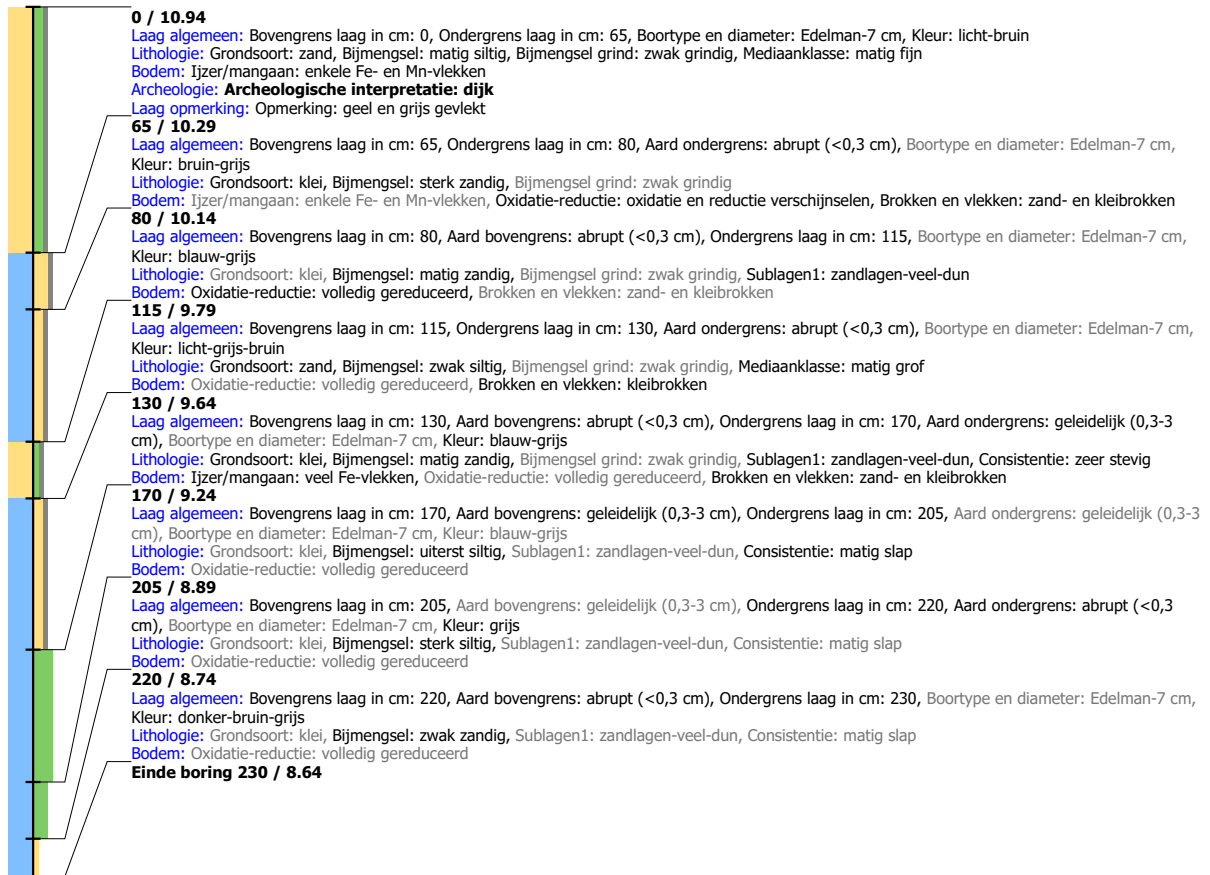 0 / 10.94
Laag algemeen: Bovengrens laag in cm: 0, Ondergrens laag in cm: 65, Boortype en diameter: Edelman-7 cm, Kleur: licht-bruin
Lithologie: Grondsoort: zand, Bijmengsel: matig siltig, Bijmengsel grind: zwak grindig, Mediaanklasse: matig fijn
Bodem: Ijzer/mangaan: enkele Fe- en Mn-vlekken
Archeologie: Archeologische interpretatie: dijk
Laag opmerking: Opmerking: geel en grijs gevlekt
65 / 10.29
Laag algemeen: Bovengrens laag in cm: 65, Ondergrens laag in cm: 80, Aard ondergrens: abrupt (<0,3 cm), Boortype en diameter: Edelman-7 cm,
Kleur: bruin-grijs
Lithologie: Grondsoort: klei, Bijmengsel: sterk zandig, Bijmengsel grind: zwak grindig
Bodem: Ijzer/mangaan: enkele Fe- en Mn-vlekken, Oxidatie-reductie: oxidatie en reductie verschijnselen, Brokken en vlekken: zand- en kleibrokken
80 / 10.14
Laag algemeen: Bovengrens laag in cm: 80, Aard bovengrens: abrupt (<0,3 cm), Ondergrens laag in cm: 115, Boortype en diameter: Edelman-7 cm,
Kleur: blauw-grijs
Lithologie: Grondsoort: klei, Bijmengsel: matig zandig, Bijmengsel grind: zwak grindig, Sublagen1: zandlagen-veel-dun
Bodem: Oxidatie-reductie: volledig gereduceerd, Brokken en vlekken: zand- en kleibrokken
115 / 9.79
Laag algemeen: Bovengrens laag in cm: 115, Ondergrens laag in cm: 130, Aard ondergrens: abrupt (<0,3 cm), Boortype en diameter: Edelman-7 cm,
Kleur: licht-grijs-bruin
Lithologie: Grondsoort: zand, Bijmengsel: zwak siltig, Bijmengsel grind: zwak grindig, Mediaanklasse: matig grof
Bodem: Oxidatie-reductie: volledig gereduceerd, Brokken en vlekken: kleibrokken
130 / 9.64
Laag algemeen: Bovengrens laag in cm: 130, Aard bovengrens: abrupt (<0,3 cm), Ondergrens laag in cm: 170, Aard ondergrens: geleidelijk (0,3-3
cm), Boortype en diameter: Edelman-7 cm, Kleur: blauw-grijs
Lithologie: Grondsoort: klei, Bijmengsel: matig zandig, Bijmengsel grind: zwak grindig, Sublagen1: zandlagen-veel-dun, Consistentie: zeer stevig
Bodem: Ijzer/mangaan: veel Fe-vlekken, Oxidatie-reductie: volledig gereduceerd, Brokken en vlekken: zand- en kleibrokken
170 / 9.24
Laag algemeen: Bovengrens laag in cm: 170, Aard bovengrens: geleidelijk (0,3-3 cm), Ondergrens laag in cm: 205, Aard ondergrens: geleidelijk (0,3-3
cm), Boortype en diameter: Edelman-7 cm, Kleur: blauw-grijs
Lithologie: Grondsoort: klei, Bijmengsel: uiterst siltig, Sublagen1: zandlagen-veel-dun, Consistentie: matig slap
Bodem: Oxidatie-reductie: volledig gereduceerd
205 / 8.89
Laag algemeen: Bovengrens laag in cm: 205, Aard bovengrens: geleidelijk (0,3-3 cm), Ondergrens laag in cm: 220, Aard ondergrens: abrupt (<0,3
cm), Boortype en diameter: Edelman-7 cm, Kleur: grijs
Lithologie: Grondsoort: klei, Bijmengsel: sterk siltig, Sublagen1: zandlagen-veel-dun, Consistentie: matig slap
Bodem: Oxidatie-reductie: volledig gereduceerd
220 / 8.74
Laag algemeen: Bovengrens laag in cm: 220, Aard bovengrens: abrupt (<0,3 cm), Ondergrens laag in cm: 230, Boortype en diameter: Edelman-7 cm,
Kleur: donker-bruin-grijs
Lithologie: Grondsoort: klei, Bijmengsel: zwak zandig, Sublagen1: zandlagen-veel-dun, Consistentie: matig slap
Bodem: Oxidatie-reductie: volledig gereduceerd
Einde boring 230 / 8.64